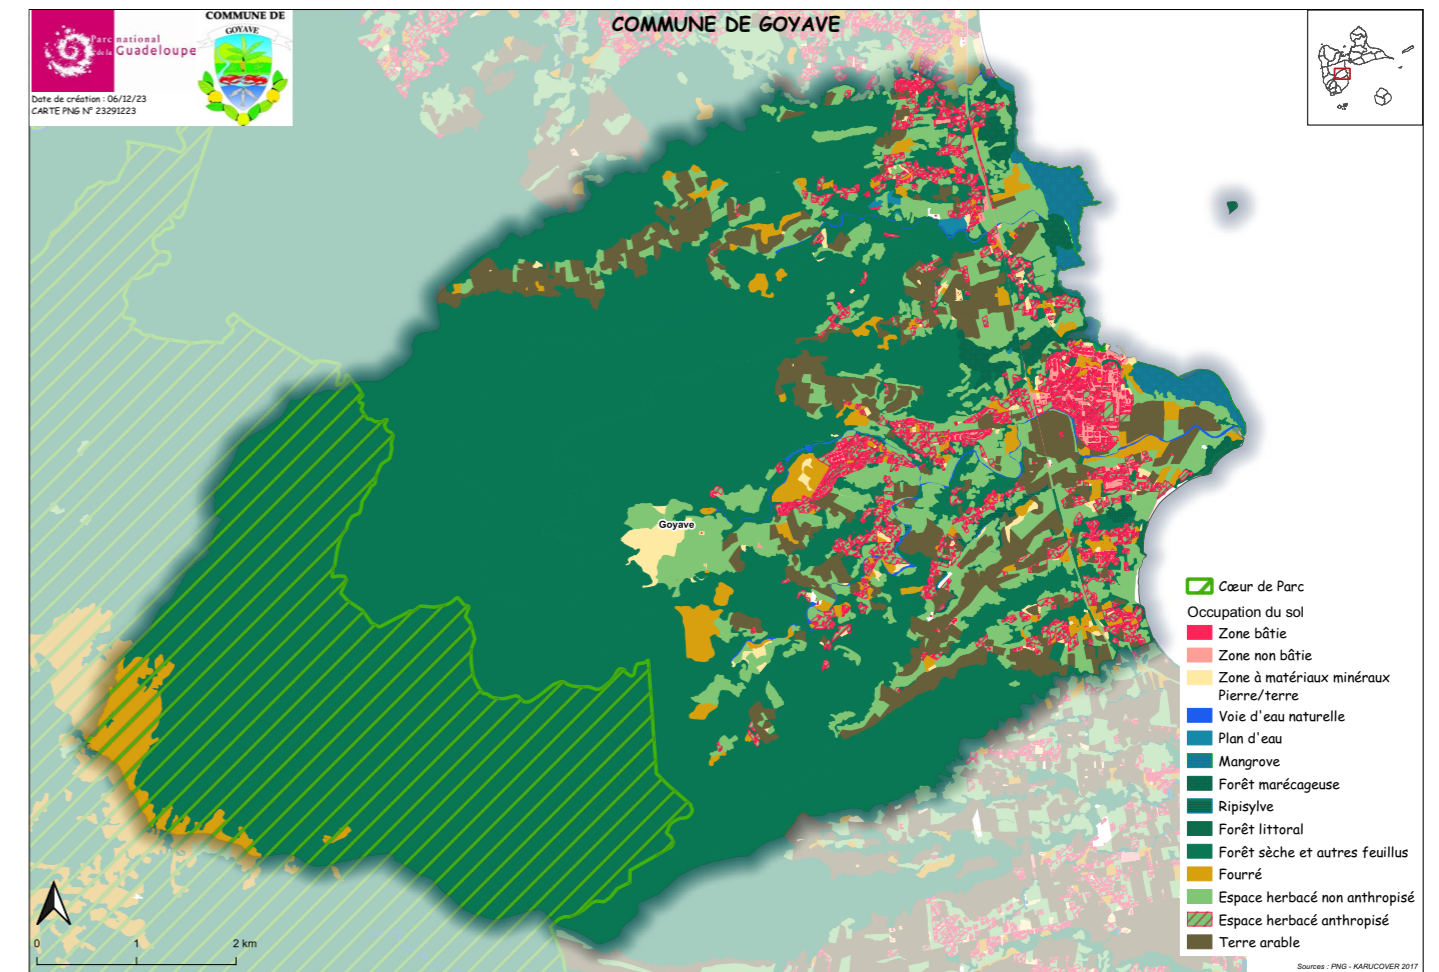 COMMUNE DE GOYAVE
Parc national
de la Guadeloupe
COMMUNE DE
GOYAVE
Date de création : 06/12/23
CARTE PNG N° 23291223
Goyave
Cœur de Parc
Occupation du sol
Zone bâtie
Zone non bâtie
Zone à matériaux minéraux
Pierre/terre
Voie d'eau naturelle
Plan d'eau
Mangrove
Forêt marécageuse
Ripisylve
Forêt littoral
Forêt sèche et autres feuillus
Fourré
Espace herbacé non anthropisé
Espace herbacé anthropisé
Terre arable
0 1 2 km
Sources : PNG - KARUCOVER 2017